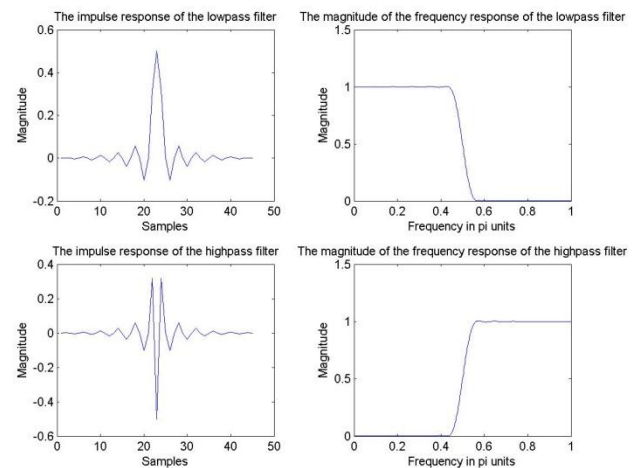 The impulse response of the lowpass filter
0.6
0.4
0.2
0
-0.2
Magnitude
0 10 20 30 40 50
Samples
The magnitude of the frequency response of the lowpass filter
1.5
1
0.5
0
Magnitude
0 0.2 0.4 0.6 0.8 1
Frequency in pi units
The impulse response of the highpass filter
0.4
0.2
0
-0.2
-0.4
-0.6
Magnitude
0 10 20 30 40 50
Samples
The magnitude of the frequency response of the highpass filter
1.5
1
0.5
0
Magnitude
0 0.2 0.4 0.6 0.8 1
Frequency in pi units